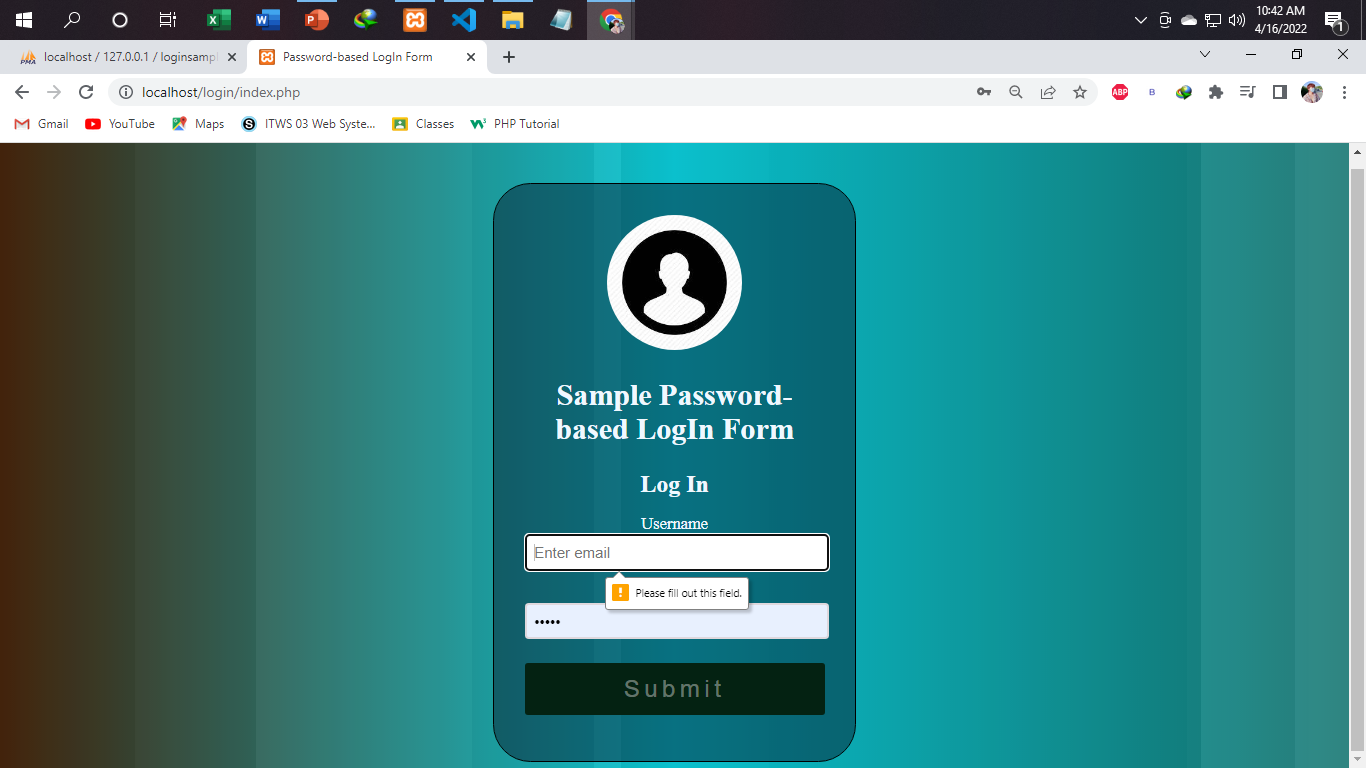 10:42 AM
4/16/2022
1
localhost / 127.0.0.1 / loginsampl
Password-based LogIn Form
localhost/login/index.php
ABP
B
Gmail
YouTube
Maps
S
ITWS 03 Web Syste...
Classes
PHP Tutorial
Sample Password-
based LogIn Form
Log In
Username
Enter email
Please fill out this field.
•••••
Submit